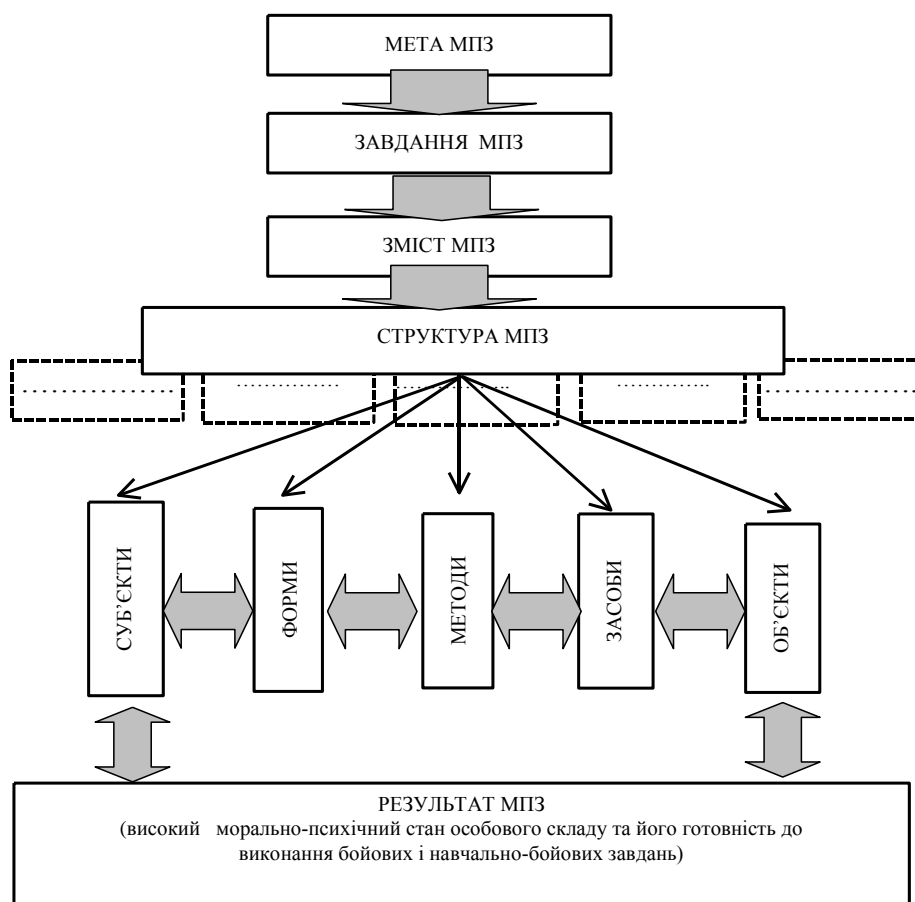 МЕТА МПЗ
ЗАВДАННЯ МПЗ
ЗМІСТ МПЗ
СТРУКТУРА МПЗ
СУБ’ЄКТИ
ФОРМИ
МЕТОДИ
ЗАСОБИ
ОБ’ЄКТИ
РЕЗУЛЬТАТ МПЗ
(високий морально-психічний стан особового складу та його готовність до
виконання бойових і навчально-бойових завдань)